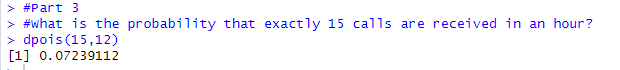 > #Part 3
> #What is the probability that exactly 15 calls are received in an hour?
> dpois(15,12)
[1] 0.07239112